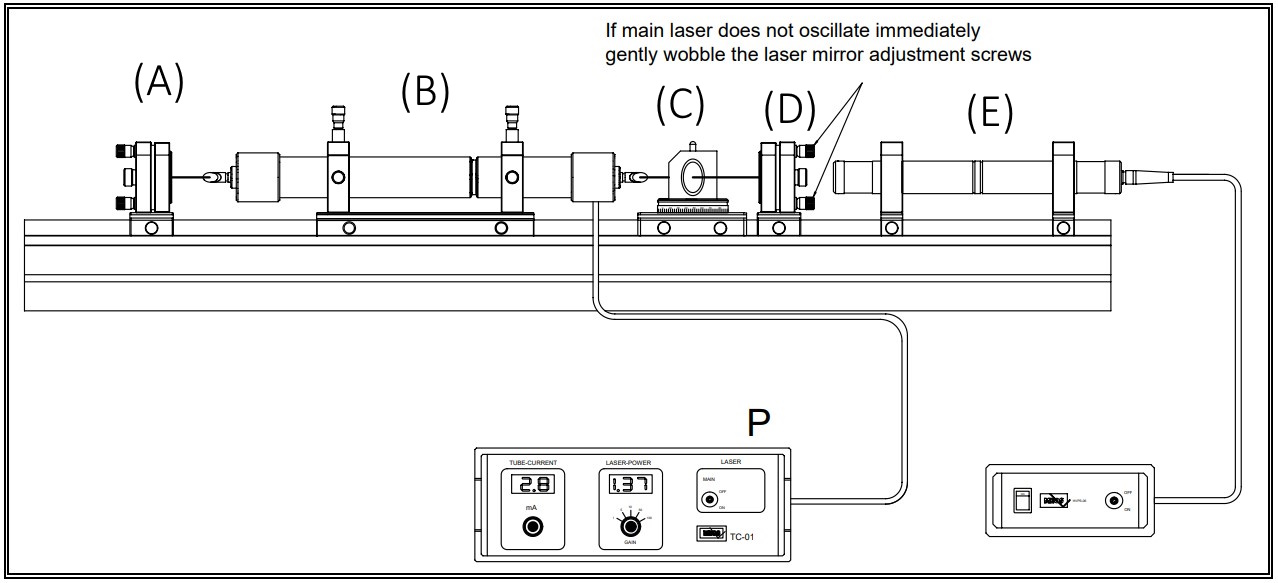 If main laser does not oscillate immediately
gently wobble the laser mirror adjustment screws
(A)
(B)
(C)
(D)
(E)
P
TUBE-CURRENT
LASER-POWER
LASER
2.8
1.37
MAIN
OFF
ON
mA
GAIN
TC-01
OFF
ON